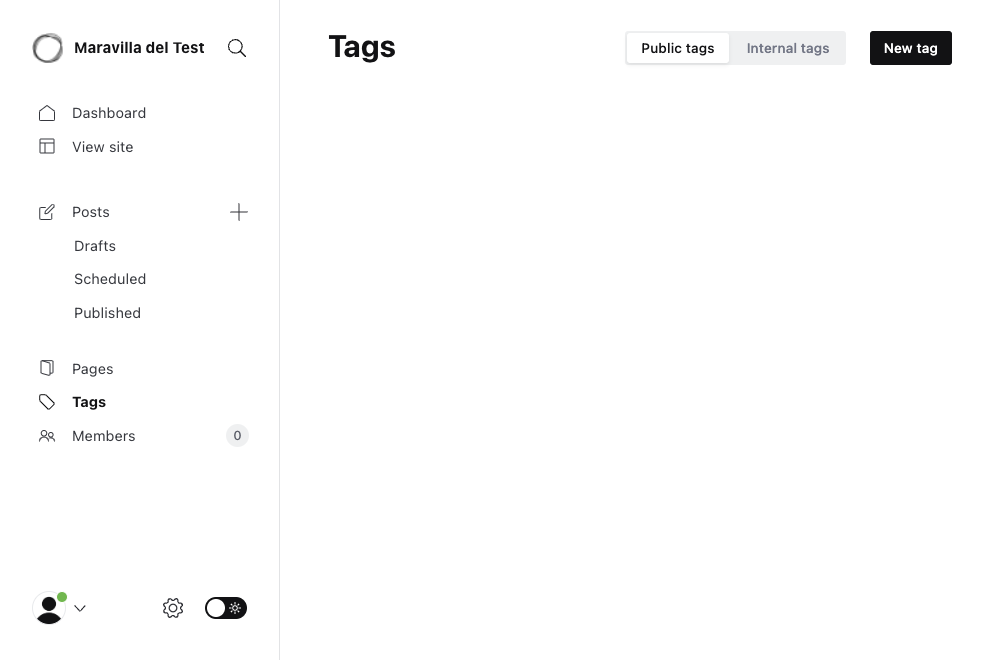 Maravilla del Test
Dashboard
View site
Posts
Drafts
Scheduled
Published
Pages
Tags
Members 0
Tags
Public tags Internal tags New tag